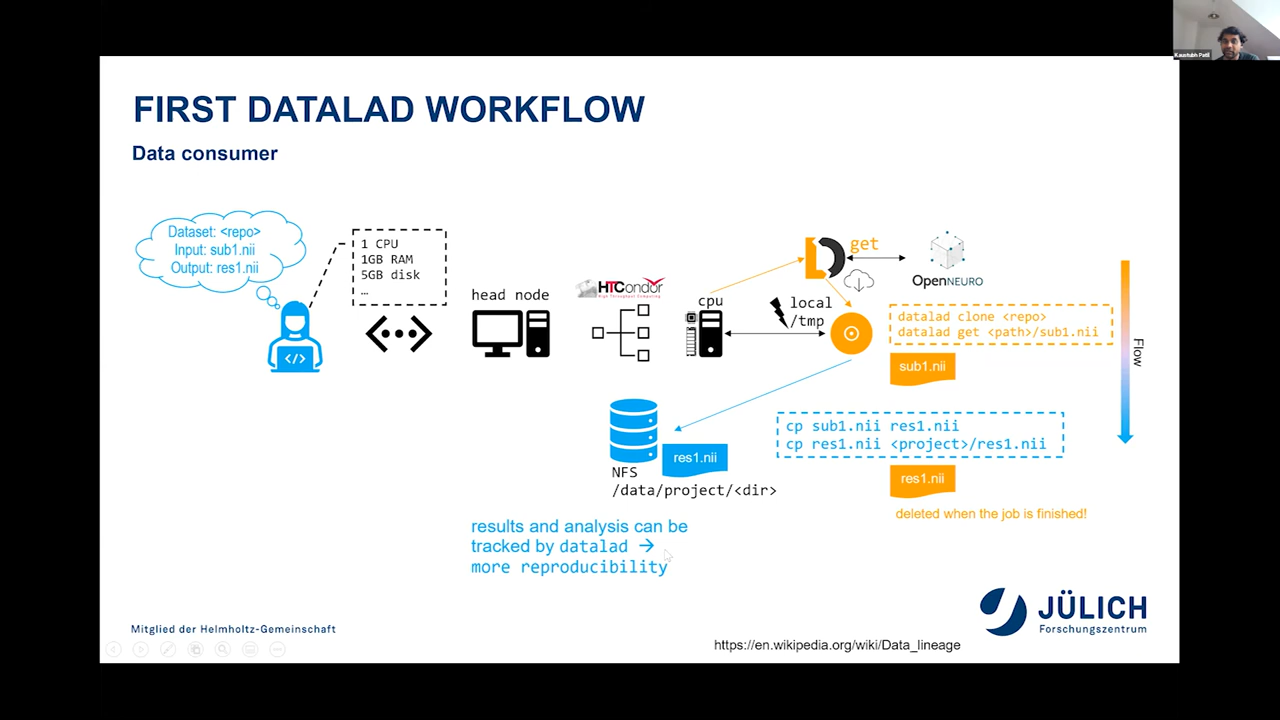 Kaustubh Patil
FIRST DATALAD WORKFLOW
Data consumer
Dataset: <repo>
Input: sub1.nii
Output: res1.nii
1 CPU
1GB RAM
5GB disk
…
</>
head node
HTCondor
High Throughput Computing
cpu
get
OpenNEURO
local
/tmp
datalad clone <repo>
datalad get <path>/sub1.nii
sub1.nii
Flow
cp sub1.nii res1.nii
cp res1.nii <project>/res1.nii
res1.nii
NFS
/data/project/<dir>
res1.nii
deleted when the job is finished!
results and analysis can be
tracked by datalad →
more reproducibility
JÜLICH
Forschungszentrum
Mitglied der Helmholtz-Gemeinschaft
https://en.wikipedia.org/wiki/Data_lineage